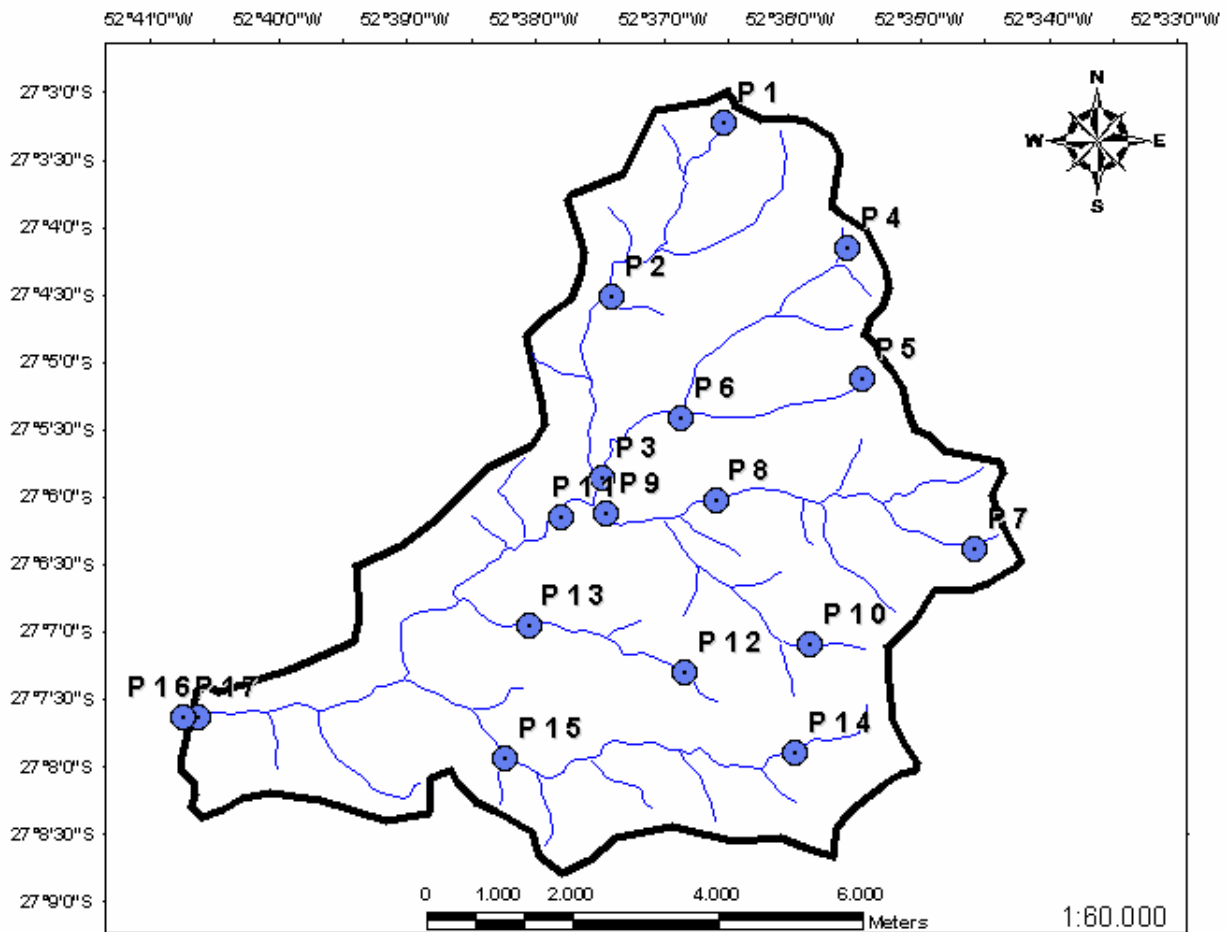 52°41'0"W 52°40'0"W 52°39'0"W 52°38'0"W 52°37'0"W 52°36'0"W 52°35'0"W 52°34'0"W 52°33'0"W
27°3'0"S
P 1
N
27°3'30"S
W E
S
27°4'0"S
P 4
P 2
27°4'30"S
27°5'0"S
P 5
P 6
27°5'30"S
P 3
P 8
27°6'0"S
P 11 P 9
P 7
27°6'30"S
P 13
27°7'0"S
P 10
P 12
27°7'30"S
P 16 P 17
P 14
P 15
27°8'0"S
27°8'30"S
27°9'0"S
0 1.000 2.000 4.000 6.000
Meters
1:60.000